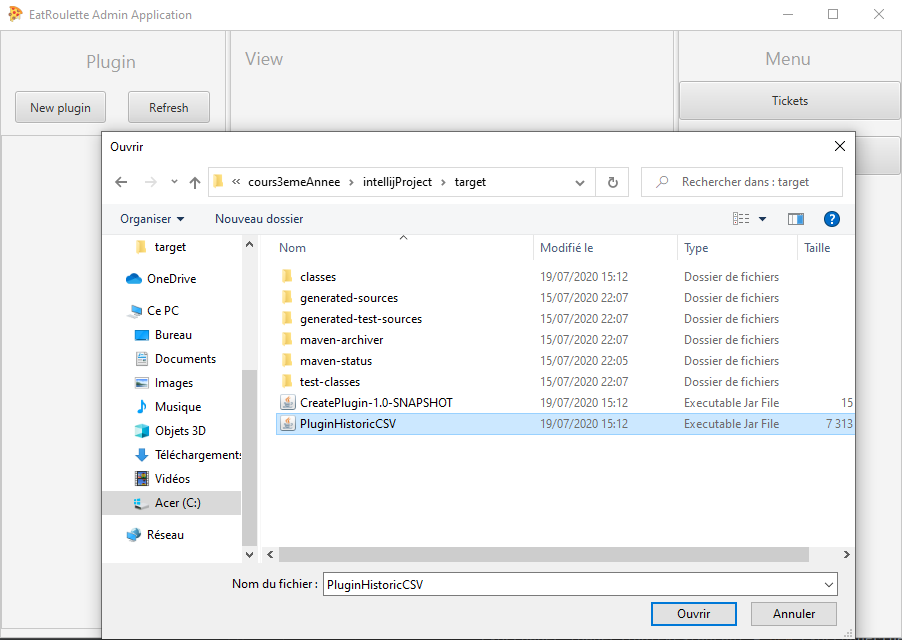 EatRoulette Admin Application
Plugin
View
Menu
New plugin
Refresh
Tickets
Ouvrir
« cours3emeAnnee › intellijProject › target
Rechercher dans : target
Organiser
Nouveau dossier
?
target
OneDrive
Ce PC
Bureau
Documents
Images
Musique
Objets 3D
Téléchargements
Vidéos
Acer (C:)
Réseau
Nom Modifié le Type Taille
classes 19/07/2020 15:12 Dossier de fichiers
generated-sources 15/07/2020 22:07 Dossier de fichiers
generated-test-sources 15/07/2020 22:07 Dossier de fichiers
maven-archiver 15/07/2020 22:07 Dossier de fichiers
maven-status 15/07/2020 22:05 Dossier de fichiers
test-classes 15/07/2020 22:07 Dossier de fichiers
CreatePlugin-1.0-SNAPSHOT 19/07/2020 15:12 Executable Jar File 15
PluginHistoricCSV 19/07/2020 15:12 Executable Jar File 7 313
Nom du fichier : PluginHistoricCSV
Ouvrir
Annuler